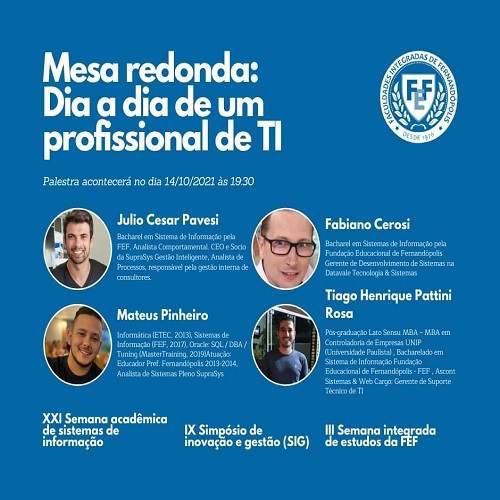 Mesa redonda:
Dia a dia de um
profissional de TI
FACULDADES INTEGRADAS DE FERNANDÓPOLIS
FEF
DESDE 1976
Palestra acontecerá no dia 14/10/2021 às 19:30
Julio Cesar Pavesi
Bacharel em Sistema de Informação pela
FEF, Analista Comportamental. CEO e Socio
da SupraSys Gestão Inteligente, Analista de
Processos, responsável pela gestão interna de
consultores.
Fabiano Cerosi
Bacharel em Sistemas de Informação pela
Fundação Educacional de Fernandópolis
Gerente de Desenvolvimento de Sistemas na
Datavale Tecnologia & Sistemas
Mateus Pinheiro
Informática (ETEC, 2013), Sistemas de
Informação (FEF, 2017), Oracle: SQL / DBA /
Tuning (MasterTraining, 2019)Atuação:
Educador Pref. Fernandópolis 2013-2014,
Analista de Sistemas Pleno SupraSys
Tiago Henrique Pattini
Rosa
Pós-graduação Lato Sensu MBA – MBA em
Controladoria de Empresas UNIP
(Universidade Paulista) , Bacharelado em
Sistema de Informação Fundação
Educacional de Fernandópolis - FEF , Ascont
Sistemas & Web Cargo: Gerente de Suporte
Técnico de TI
XXI Semana acadêmica
de sistemas de
informação
IX Simpósio de
inovação e gestão (SIG)
III Semana integrada
de estudos da FEF